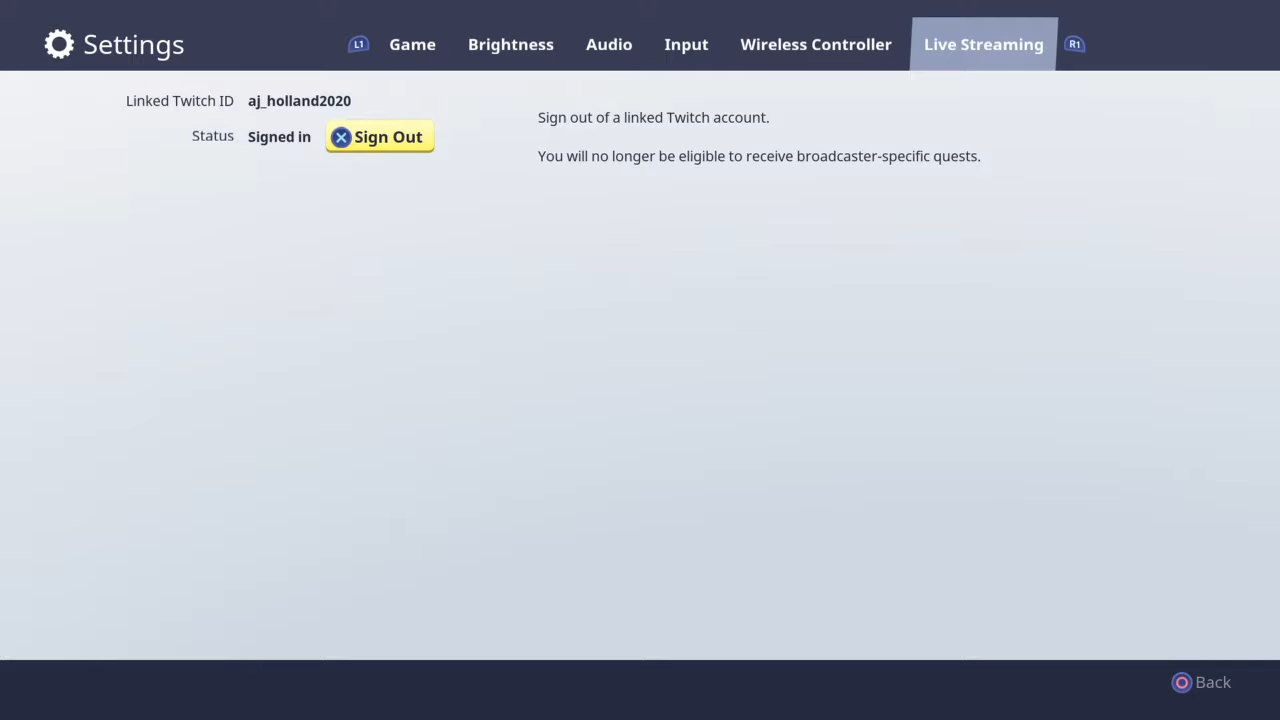 Settings
L1 Game Brightness Audio Input Wireless Controller Live Streaming R1
Linked Twitch ID aj_holland2020
Status Signed in Sign Out
Sign out of a linked Twitch account.
You will no longer be eligible to receive broadcaster-specific quests.
Back